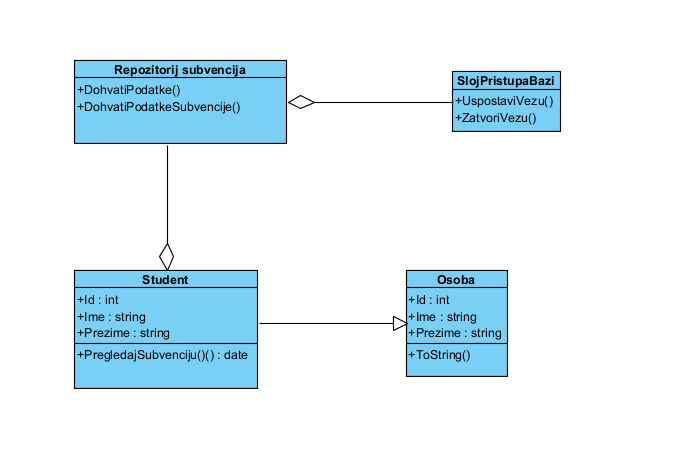 Repozitorij subvencija
+DohvatiPodatke()
+DohvatiPodatkeSubvencije()
SlojPristupaBazi
+UspostaviVezu()
+ZatvoriVezu()
Student
+Id : int
+Ime : string
+Prezime : string
+PregledajSubvenciju()() : date
Osoba
+Id : int
+Ime : string
+Prezime : string
+ToString()